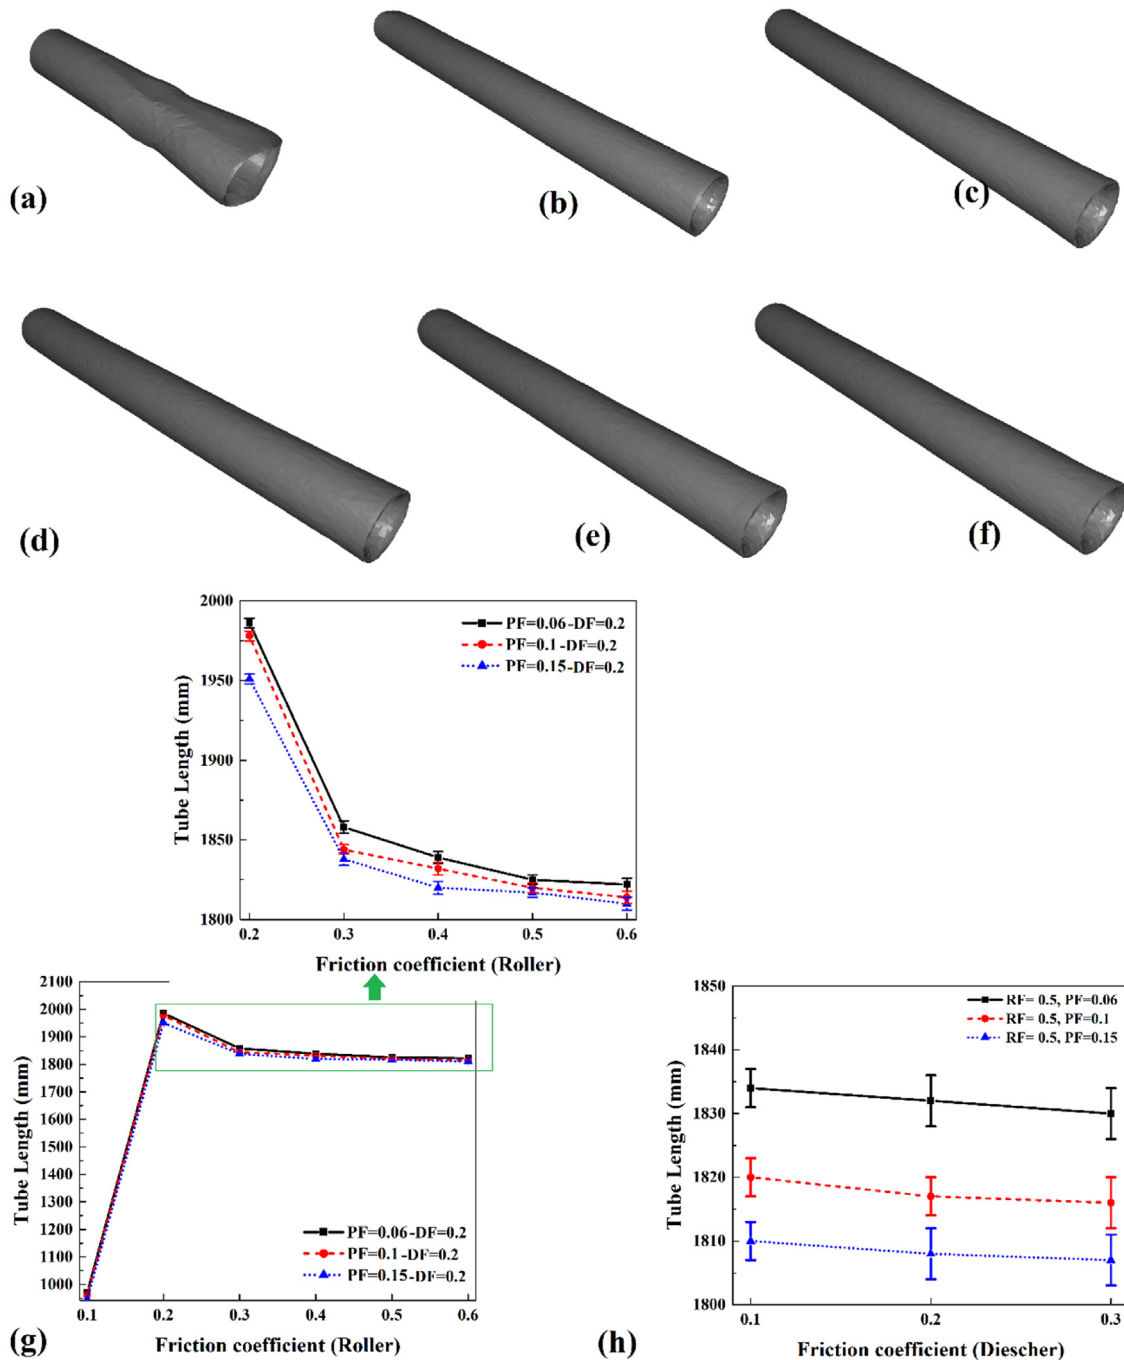 (a)
(b)
(c)
(d)
(e)
(f)
2000
1950
1900
1850
1800
Tube Length (mm)
PF=0.06-DF=0.2
PF=0.1-DF=0.2
PF=0.15-DF=0.2
0.2 0.3 0.4 0.5 0.6
Friction coefficient (Roller)
2100
2000
1900
1800
1700
1600
1500
1400
1300
1200
1100
1000
Tube Length (mm)
PF=0.06-DF=0.2
PF=0.1-DF=0.2
PF=0.15-DF=0.2
0.1 0.2 0.3 0.4 0.5 0.6
Friction coefficient (Roller)
(g)
1850
1840
1830
1820
1810
1800
Tube Length (mm)
RF= 0.5, PF=0.06
RF= 0.5, PF=0.1
RF= 0.5, PF=0.15
0.1 0.2 0.3
Friction coefficient (Diescher)
(h)